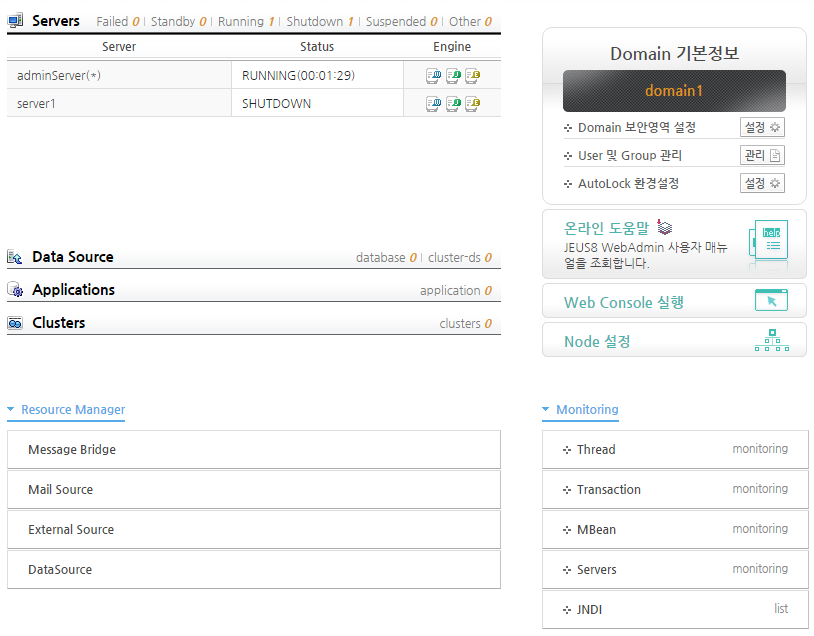 Servers Failed 0 | Standby 0 | Running 1 | Shutdown 1 | Suspended 0 | Other 0
Server Status Engine
adminServer(*) RUNNING(00:01:29)
server1 SHUTDOWN
Data Source database 0 | cluster-ds 0
Applications application 0
Clusters clusters 0
Domain 기본정보
domain1
Domain 보안영역 설정 설정
User 및 Group 관리 관리
AutoLock 환경설정 설정
온라인 도움말
JEUS8 WebAdmin 사용자 매뉴
얼을 조회합니다.
help
Web Console 실행
Node 설정
Resource Manager
Message Bridge
Mail Source
External Source
DataSource
Monitoring
Thread monitoring
Transaction monitoring
MBean monitoring
Servers monitoring
JNDI list